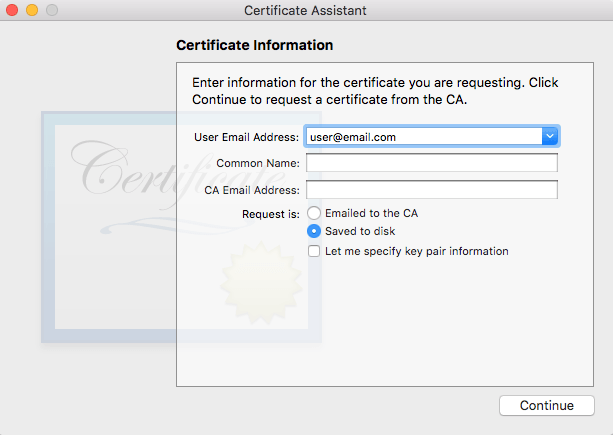 Certificate Assistant
Certificate Information
Enter information for the certificate you are requesting. Click
Continue to request a certificate from the CA.
Certificate
User Email Address: user@email.com
Common Name:
CA Email Address:
Request is: Emailed to the CA
Saved to disk
Let me specify key pair information
Continue